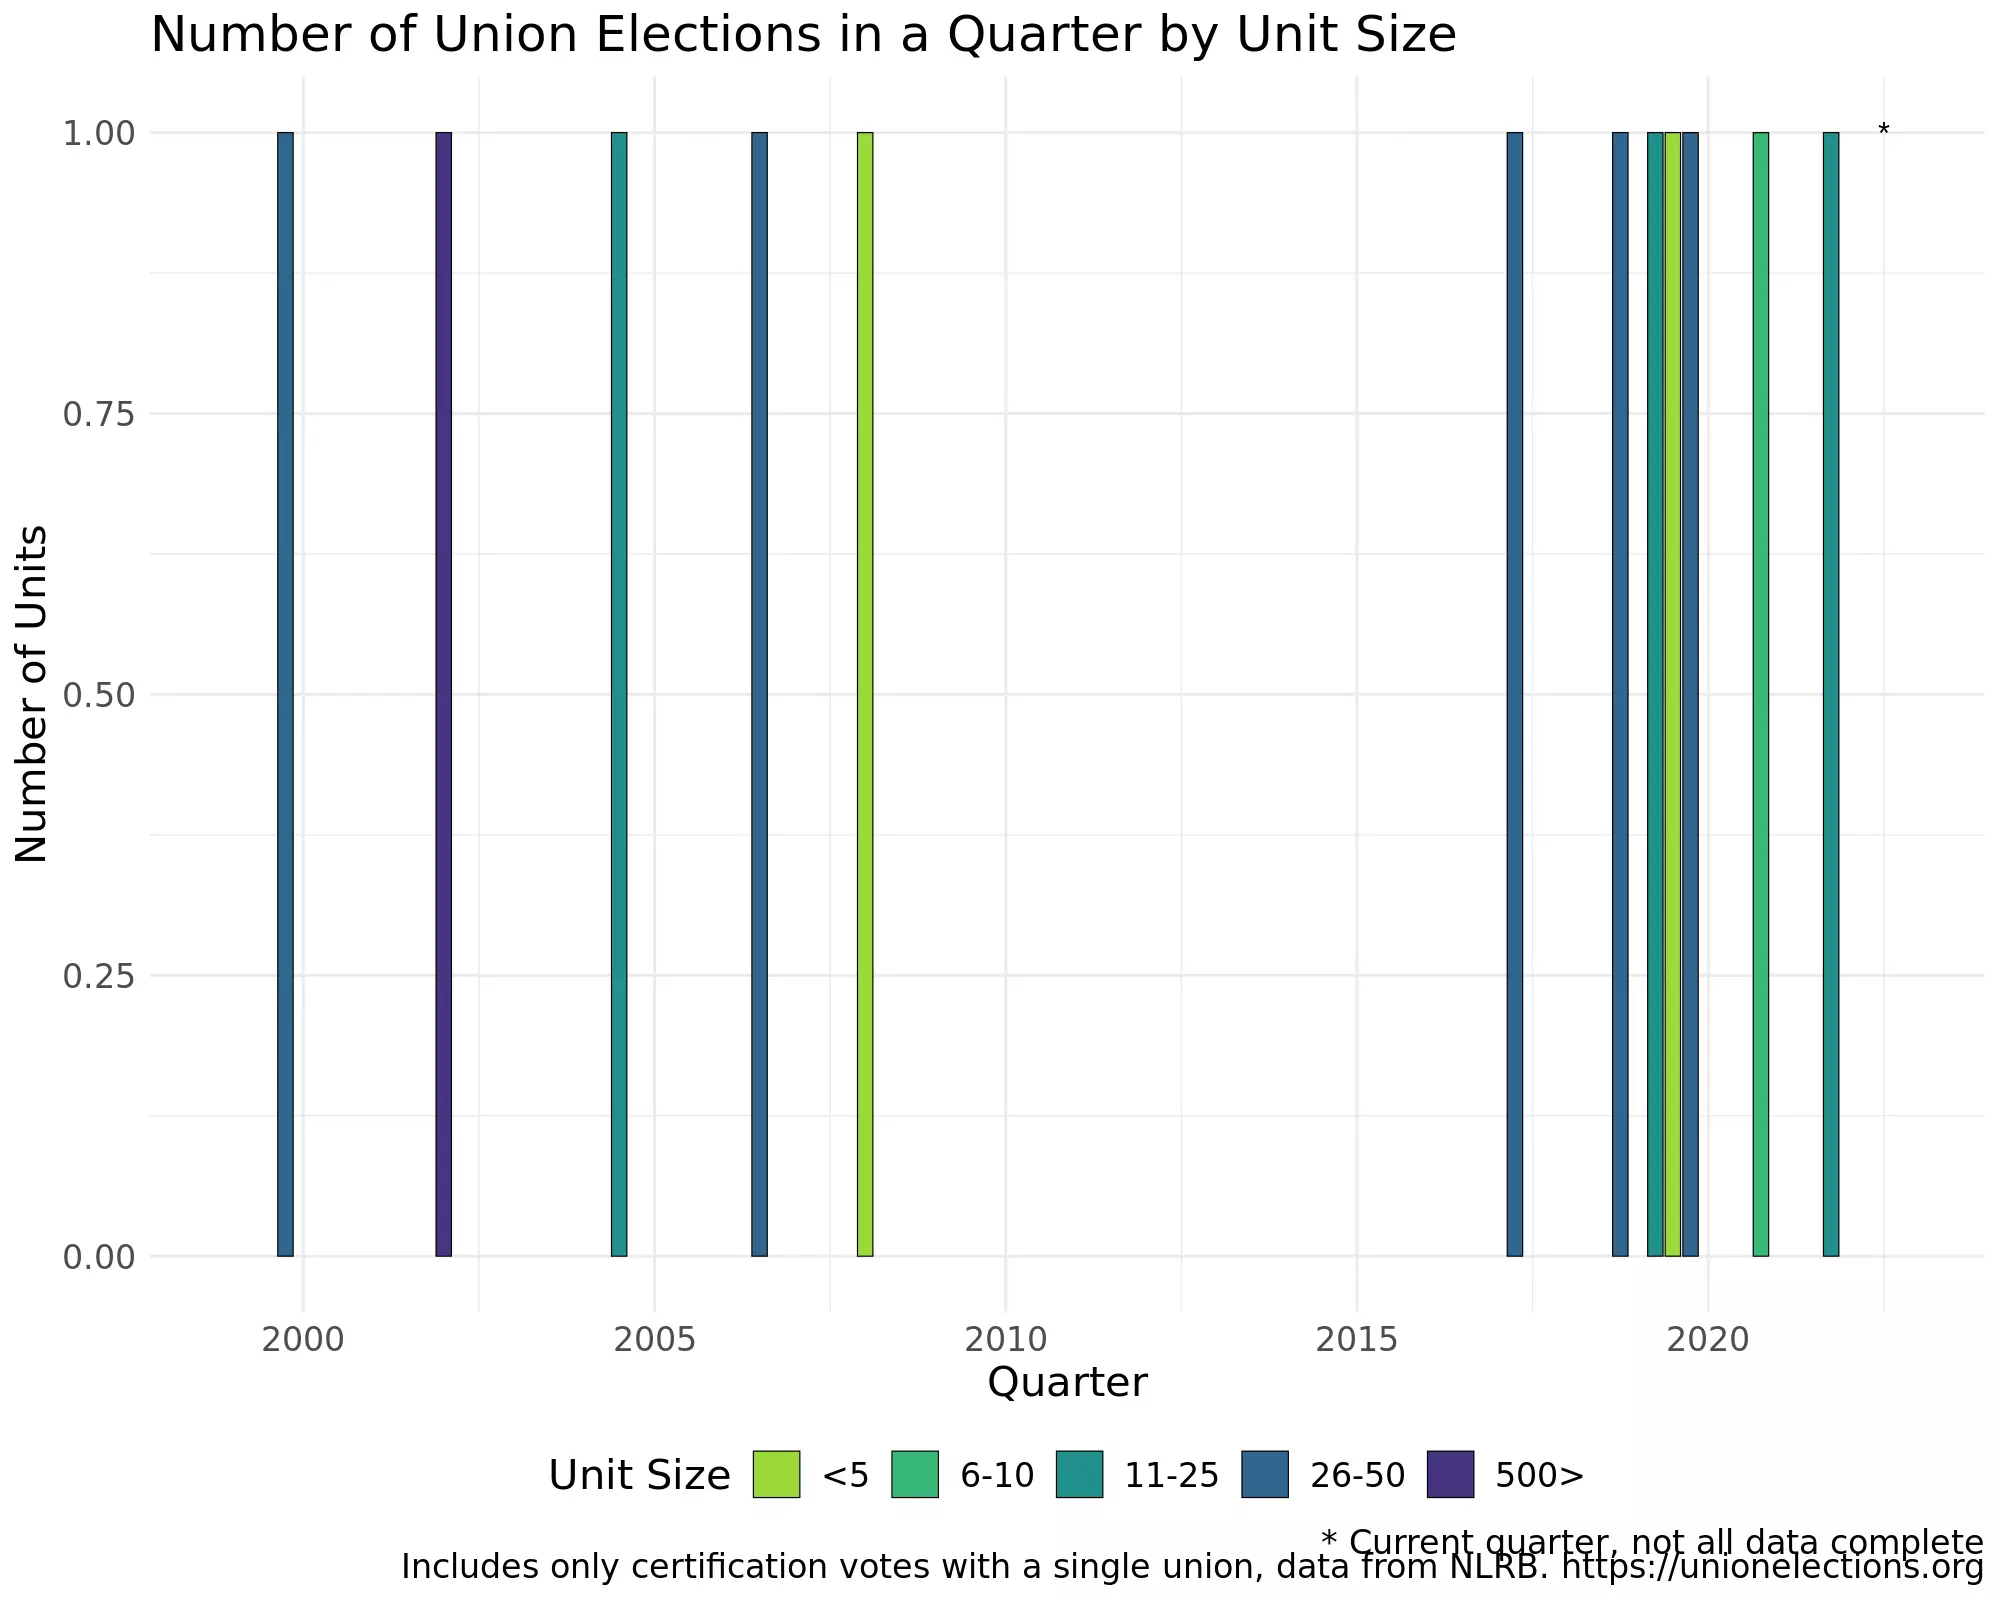 Number of Union Elections in a Quarter by Unit Size
1.00
*
0.75
0.50
0.25
0.00
Number of Units
2000 2005 2010 2015 2020
Quarter
Unit Size <5 6-10 11-25 26-50 500>
* Current quarter, not all data complete
Includes only certification votes with a single union, data from NLRB. https://unionelections.org